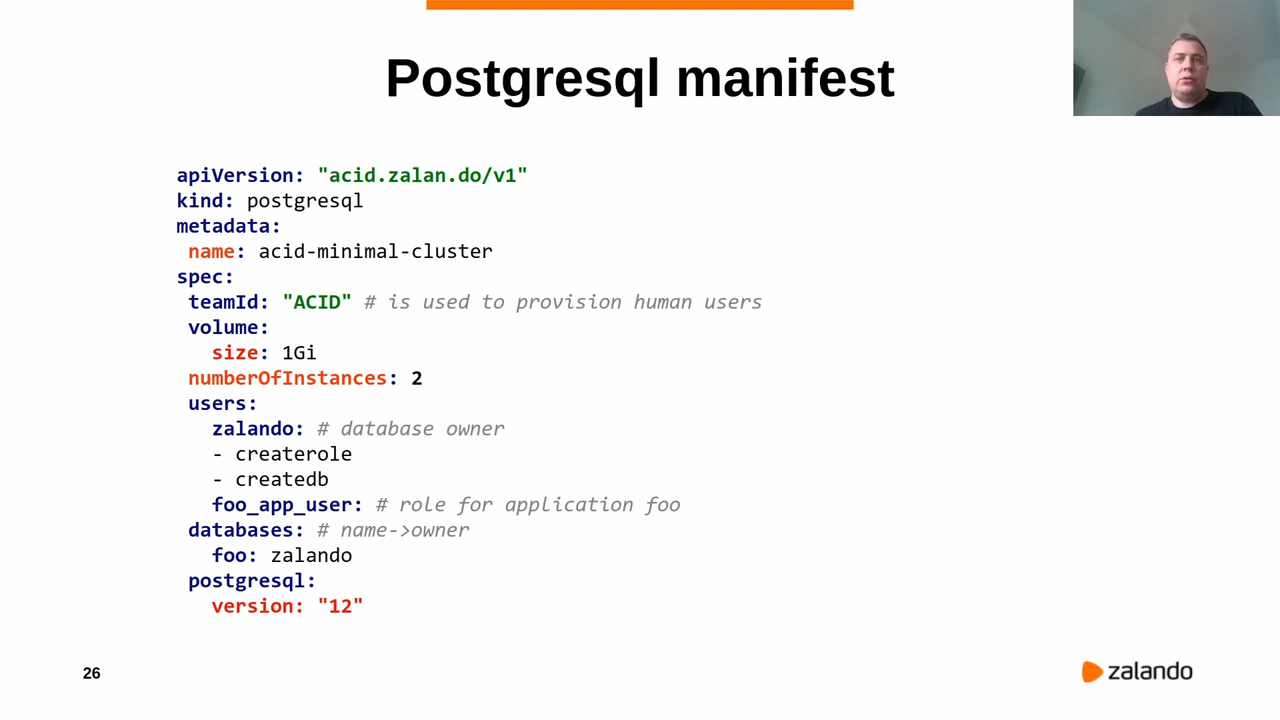 Postgresql manifest
apiVersion: "acid.zalan.do/v1"
kind: postgresql
metadata:
 name: acid-minimal-cluster
spec:
 teamId: "ACID" # is used to provision human users
 volume:
   size: 1Gi
 numberOfInstances: 2
 users:
   zalando: # database owner
   - createrole
   - createdb
   foo_app_user: # role for application foo
 databases: # name->owner
   foo: zalando
 postgresql:
   version: "12"
26
zalando